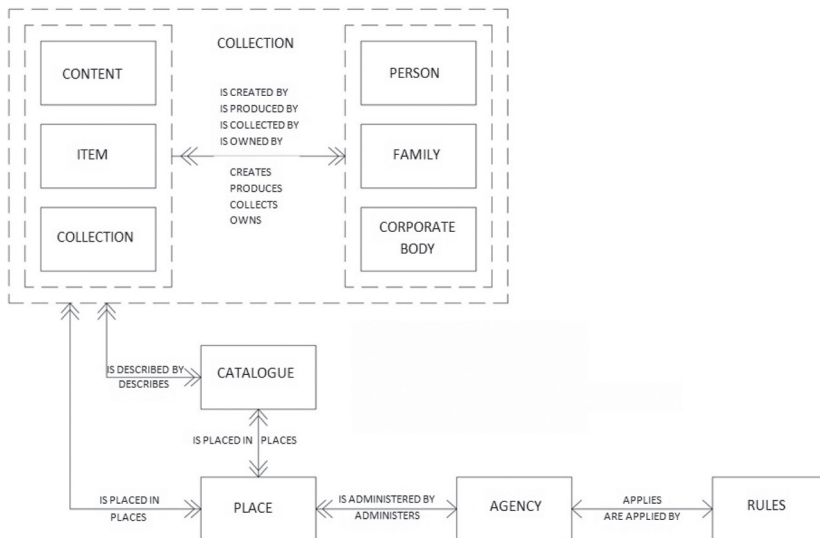 COLLECTION
CONTENT
ITEM
COLLECTION
IS CREATED BY
IS PRODUCED BY
IS COLLECTED BY
IS OWNED BY
CREATES
PRODUCES
COLLECTS
OWNS
PERSON
FAMILY
CORPORATE
BODY
IS DESCRIBED BY
DESCRIBES
CATALOGUE
IS PLACED IN PLACES
IS PLACED IN
PLACES
PLACE
IS ADMINISTERED BY
ADMINISTERS
AGENCY
APPLIES
ARE APPLIED BY
RULES